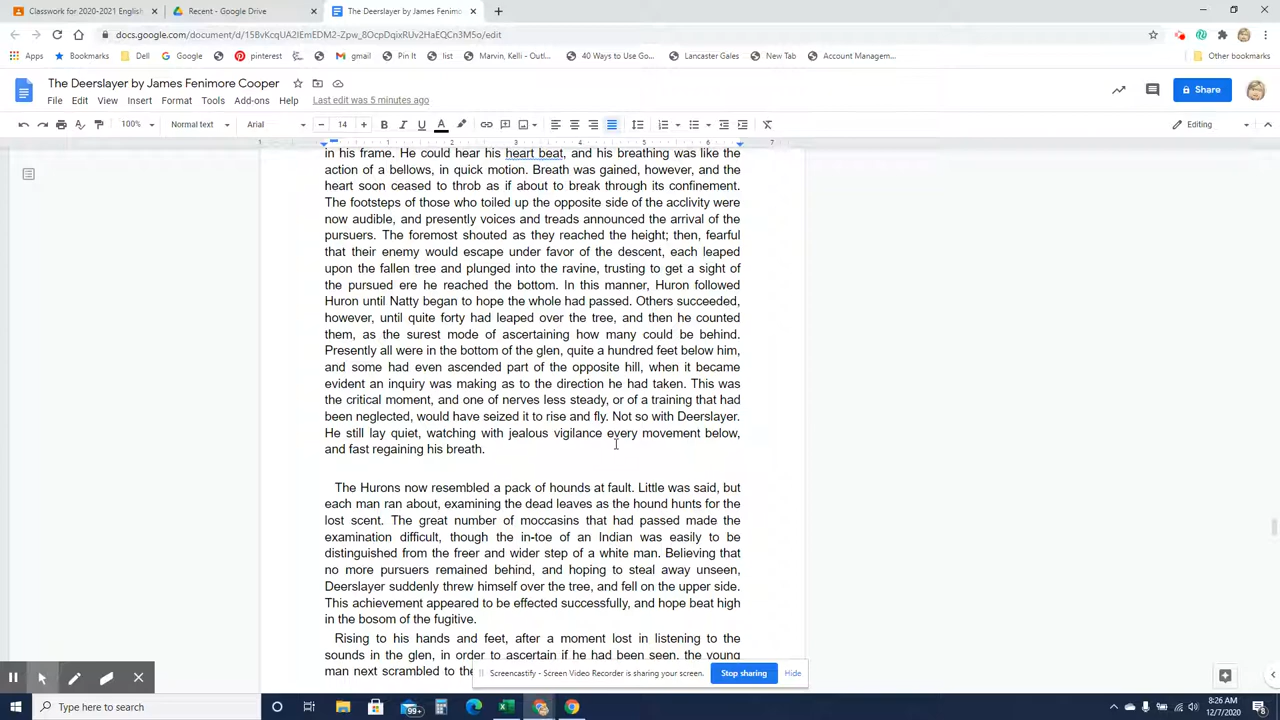 Classwork for 2020-2021 English
Recent - Google Drive
The Deerslayer by James Fenimo
docs.google.com/document/d/
Apps
Bookmarks
Dell
Google
pinterest
gmail
Pin It
list
Marvin, Kelli - Outl...
40 Ways to Use Goo...
Lancaster Gales
New Tab
Account Managem...
Other bookmarks
The Deerslayer by James Fenimore Cooper
File Edit View Insert Format Tools Add-ons Help Last edit was 5 minutes ago
Share
100% Normal text Arial 14 Editing
1 1 2 3 4 5 6 7
in his frame. He could hear his heart beat, and his breathing was like the
action of a bellows, in quick motion. Breath was gained, however, and the
heart soon ceased to throb as if about to break through its confinement.
The footsteps of those who toiled up the opposite side of the acclivity were
now audible, and presently voices and treads announced the arrival of the
pursuers. The foremost shouted as they reached the height; then, fearful
that their enemy would escape under favor of the descent, each leaped
upon the fallen tree and plunged into the ravine, trusting to get a sight of
the pursued ere he reached the bottom. In this manner, Huron followed
Huron until Natty began to hope the whole had passed. Others succeeded,
however, until quite forty had leaped over the tree, and then he counted
them, as the surest mode of ascertaining how many could be behind.
Presently all were in the bottom of the glen, quite a hundred feet below him,
and some had even ascended part of the opposite hill, when it became
evident an inquiry was making as to the direction he had taken. This was
the critical moment, and one of nerves less steady, or of a training that had
been neglected, would have seized it to rise and fly. Not so with Deerslayer.
He still lay quiet, watching with jealous vigilance every movement below,
and fast regaining his breath.
The Hurons now resembled a pack of hounds at fault. Little was said, but
each man ran about, examining the dead leaves as the hound hunts for the
lost scent. The great number of moccasins that had passed made the
examination difficult, though the in-toe of an Indian was easily to be
distinguished from the freer and wider step of a white man. Believing that
no more pursuers remained behind, and hoping to steal away unseen,
Deerslayer suddenly threw himself over the tree, and fell on the upper side.
This achievement appeared to be effected successfully, and hope beat high
in the bosom of the fugitive.
Rising to his hands and feet, after a moment lost in listening to the
sounds in the glen, in order to ascertain if he had been seen, the young
man next scrambled to the
Screencastify - Screen Video Recorder is sharing your screen.
Stop sharing
Hide
Type here to search
99+
8:26 AM
12/7/2020